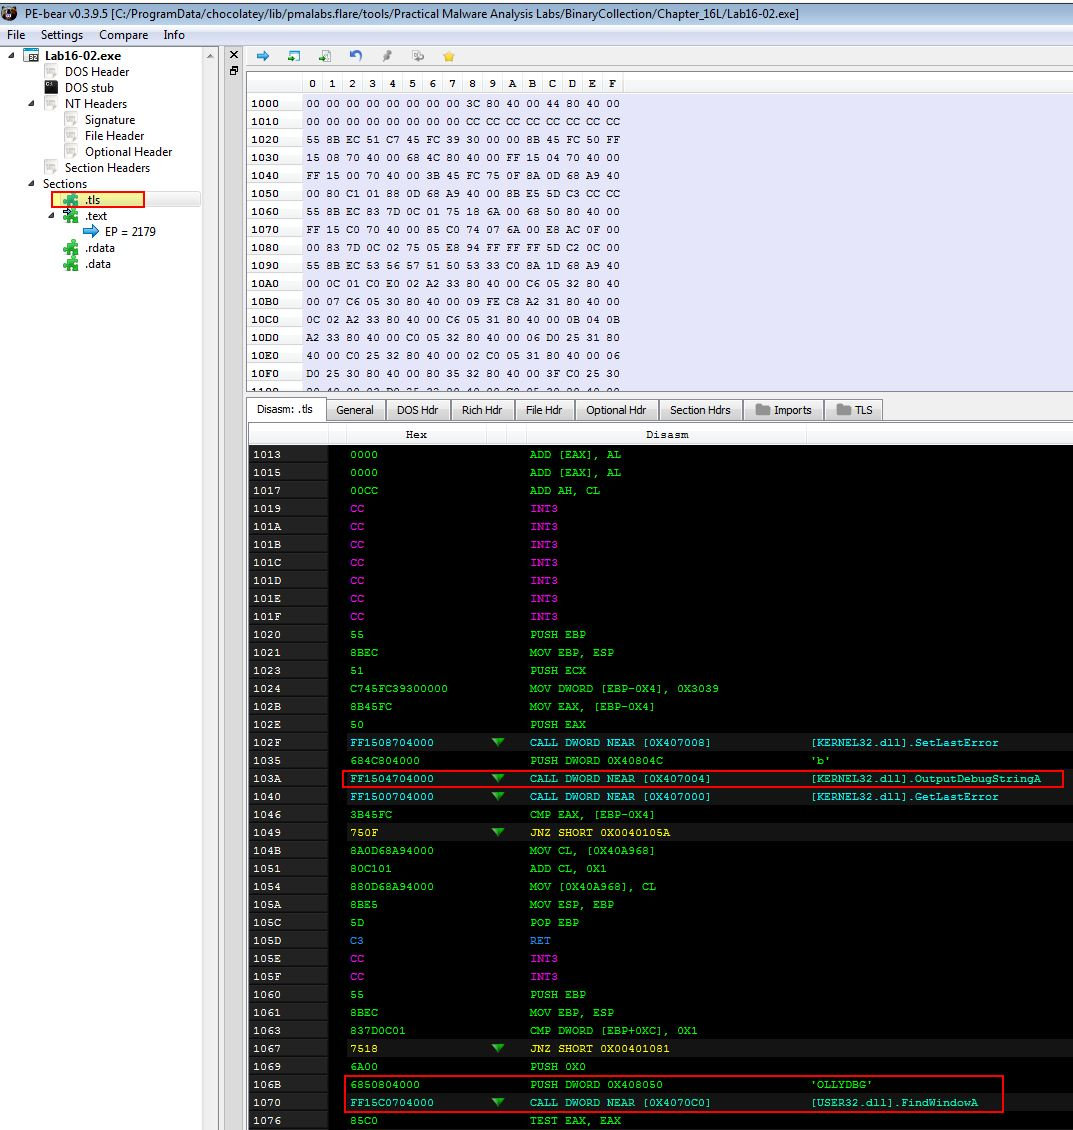 PE-bear v0.3.9.5 [C:/ProgramData/chocolatey/lib/pmalabs.flare/tools/Practical Malware Analysis Labs/BinaryCollection/Chapter_16L/Lab16-02.exe]
File Settings Compare Info
Lab16-02.exe
DOS Header
DOS stub
NT Headers
Signature
File Header
Optional Header
Section Headers
Sections
.tls
.text
EP = 2179
.rdata
.data
0 1 2 3 4 5 6 7 8 9 A B C D E F
1000 00 00 00 00 00 00 00 00 3C 80 40 00 44 80 40 00
1010 00 00 00 00 00 00 00 00 CC CC CC CC CC CC CC CC
1020 55 8B EC 51 C7 45 FC 39 30 00 00 8B 45 FC 50 FF
1030 15 08 70 40 00 68 4C 80 40 00 FF 15 04 70 40 00
1040 FF 15 00 70 40 00 3B 45 FC 75 0F 8A 0D 68 A9 40
1050 00 80 C1 01 88 0D 68 A9 40 00 8B E5 5D C3 CC CC
1060 55 8B EC 83 7D 0C 01 75 18 6A 00 68 50 80 40 00
1070 FF 15 C0 70 40 00 85 C0 74 07 6A 00 E8 AC 0F 00
1080 00 83 7D 0C 02 75 05 E8 94 FF FF FF 5D C2 0C 00
1090 55 8B EC 53 56 57 51 50 53 33 C0 8A 1D 68 A9 40
10A0 00 0C 01 C0 E0 02 A2 33 80 40 00 C6 05 32 80 40
10B0 00 07 C6 05 30 80 40 00 09 FE C8 A2 31 80 40 00
10C0 0C 02 A2 33 80 40 00 C6 05 31 80 40 00 0B 04 0B
10D0 A2 33 80 40 00 C0 05 32 80 40 00 06 D0 25 31 80
10E0 40 00 C0 25 32 80 40 00 02 C0 05 31 80 40 00 06
10F0 D0 25 30 80 40 00 80 35 32 80 40 00 3F C0 25 30
Disasm: .tls General DOS Hdr Rich Hdr File Hdr Optional Hdr Section Hdrs Imports TLS
Hex Disasm
1013 0000 ADD [EAX], AL
1015 0000 ADD [EAX], AL
1017 00CC ADD AH, CL
1019 CC INT3
101A CC INT3
101B CC INT3
101C CC INT3
101D CC INT3
101E CC INT3
101F CC INT3
1020 55 PUSH EBP
1021 8BEC MOV EBP, ESP
1023 51 PUSH ECX
1024 C745FC39300000 MOV DWORD [EBP-0X4], 0X3039
102B 8B45FC MOV EAX, [EBP-0X4]
102E 50 PUSH EAX
102F FF1508704000 CALL DWORD NEAR [0X407008] [KERNEL32.dll].SetLastError
1035 684C804000 PUSH DWORD 0X40804C 'b'
103A FF1504704000 CALL DWORD NEAR [0X407004] [KERNEL32.dll].OutputDebugStringA
1040 FF1500704000 CALL DWORD NEAR [0X407000] [KERNEL32.dll].GetLastError
1046 3B45FC CMP EAX, [EBP-0X4]
1049 750F JNZ SHORT 0X0040105A
104B 8A0D68A94000 MOV CL, [0X40A968]
1051 80C101 ADD CL, 0X1
1054 880D68A94000 MOV [0X40A968], CL
105A 8BE5 MOV ESP, EBP
105C 5D POP EBP
105D C3 RET
105E CC INT3
105F CC INT3
1060 55 PUSH EBP
1061 8BEC MOV EBP, ESP
1063 837D0C01 CMP DWORD [EBP+0XC], 0X1
1067 7518 JNZ SHORT 0X00401081
1069 6A00 PUSH 0X0
106B 6850804000 PUSH DWORD 0X408050 'OLLYDBG'
1070 FF15C0704000 CALL DWORD NEAR [0X4070C0] [USER32.dll].FindWindowA
1076 85C0 TEST EAX, EAX